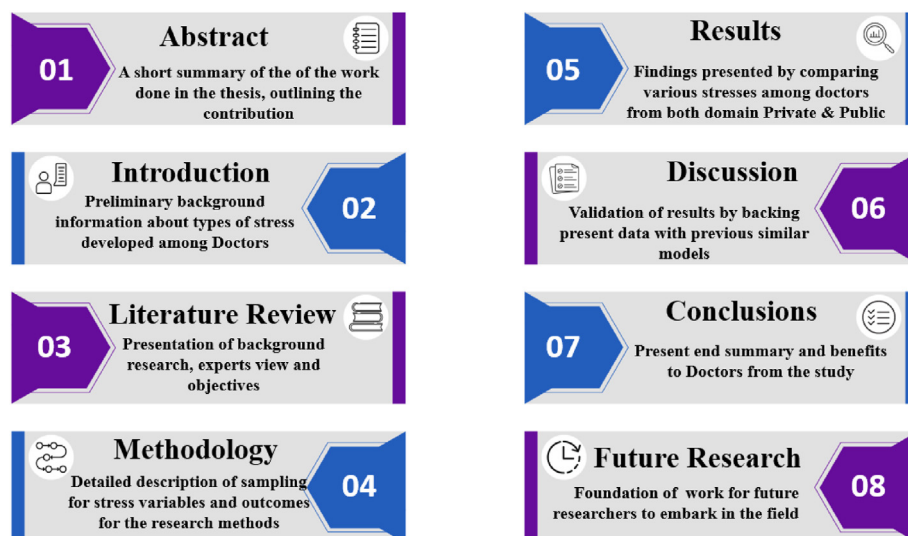 01
Abstract
A short summary of the of the work
done in the thesis, outlining the
contribution
Introduction
Preliminary background
information about types of stress
developed among Doctors
02
03
Literature Review
Presentation of background
research, experts view and
objectives
Methodology
Detailed description of sampling
for stress variables and outcomes
for the research methods
04
05
Results
Findings presented by comparing
various stresses among doctors
from both domain Private & Public
Discussion
Validation of results by backing
present data with previous similar
models
06
07
Conclusions
Present end summary and benefits
to Doctors from the study
Future Research
Foundation of work for future
researchers to embark in the field
08